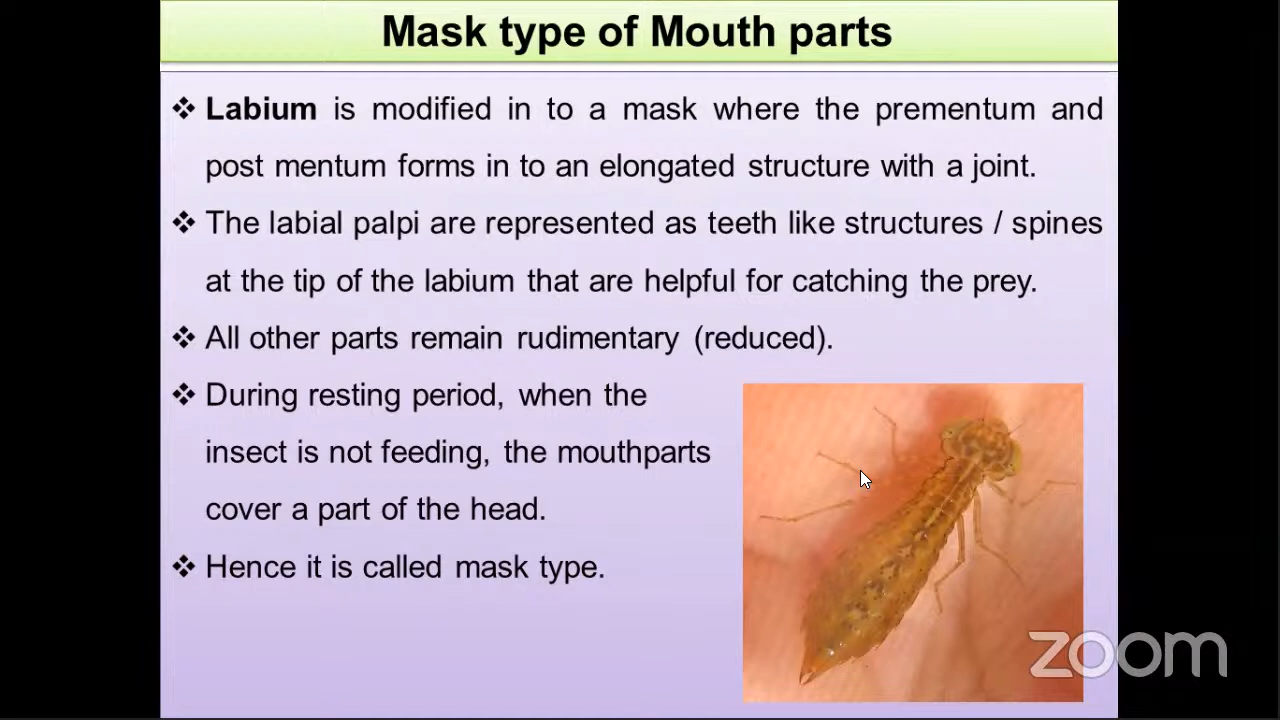 Mask type of Mouth parts
❖ Labium is modified in to a mask where the prementum and
post mentum forms in to an elongated structure with a joint.
❖ The labial palpi are represented as teeth like structures / spines
at the tip of the labium that are helpful for catching the prey.
❖ All other parts remain rudimentary (reduced).
❖ During resting period, when the
insect is not feeding, the mouthparts
cover a part of the head.
❖ Hence it is called mask type.
zoom